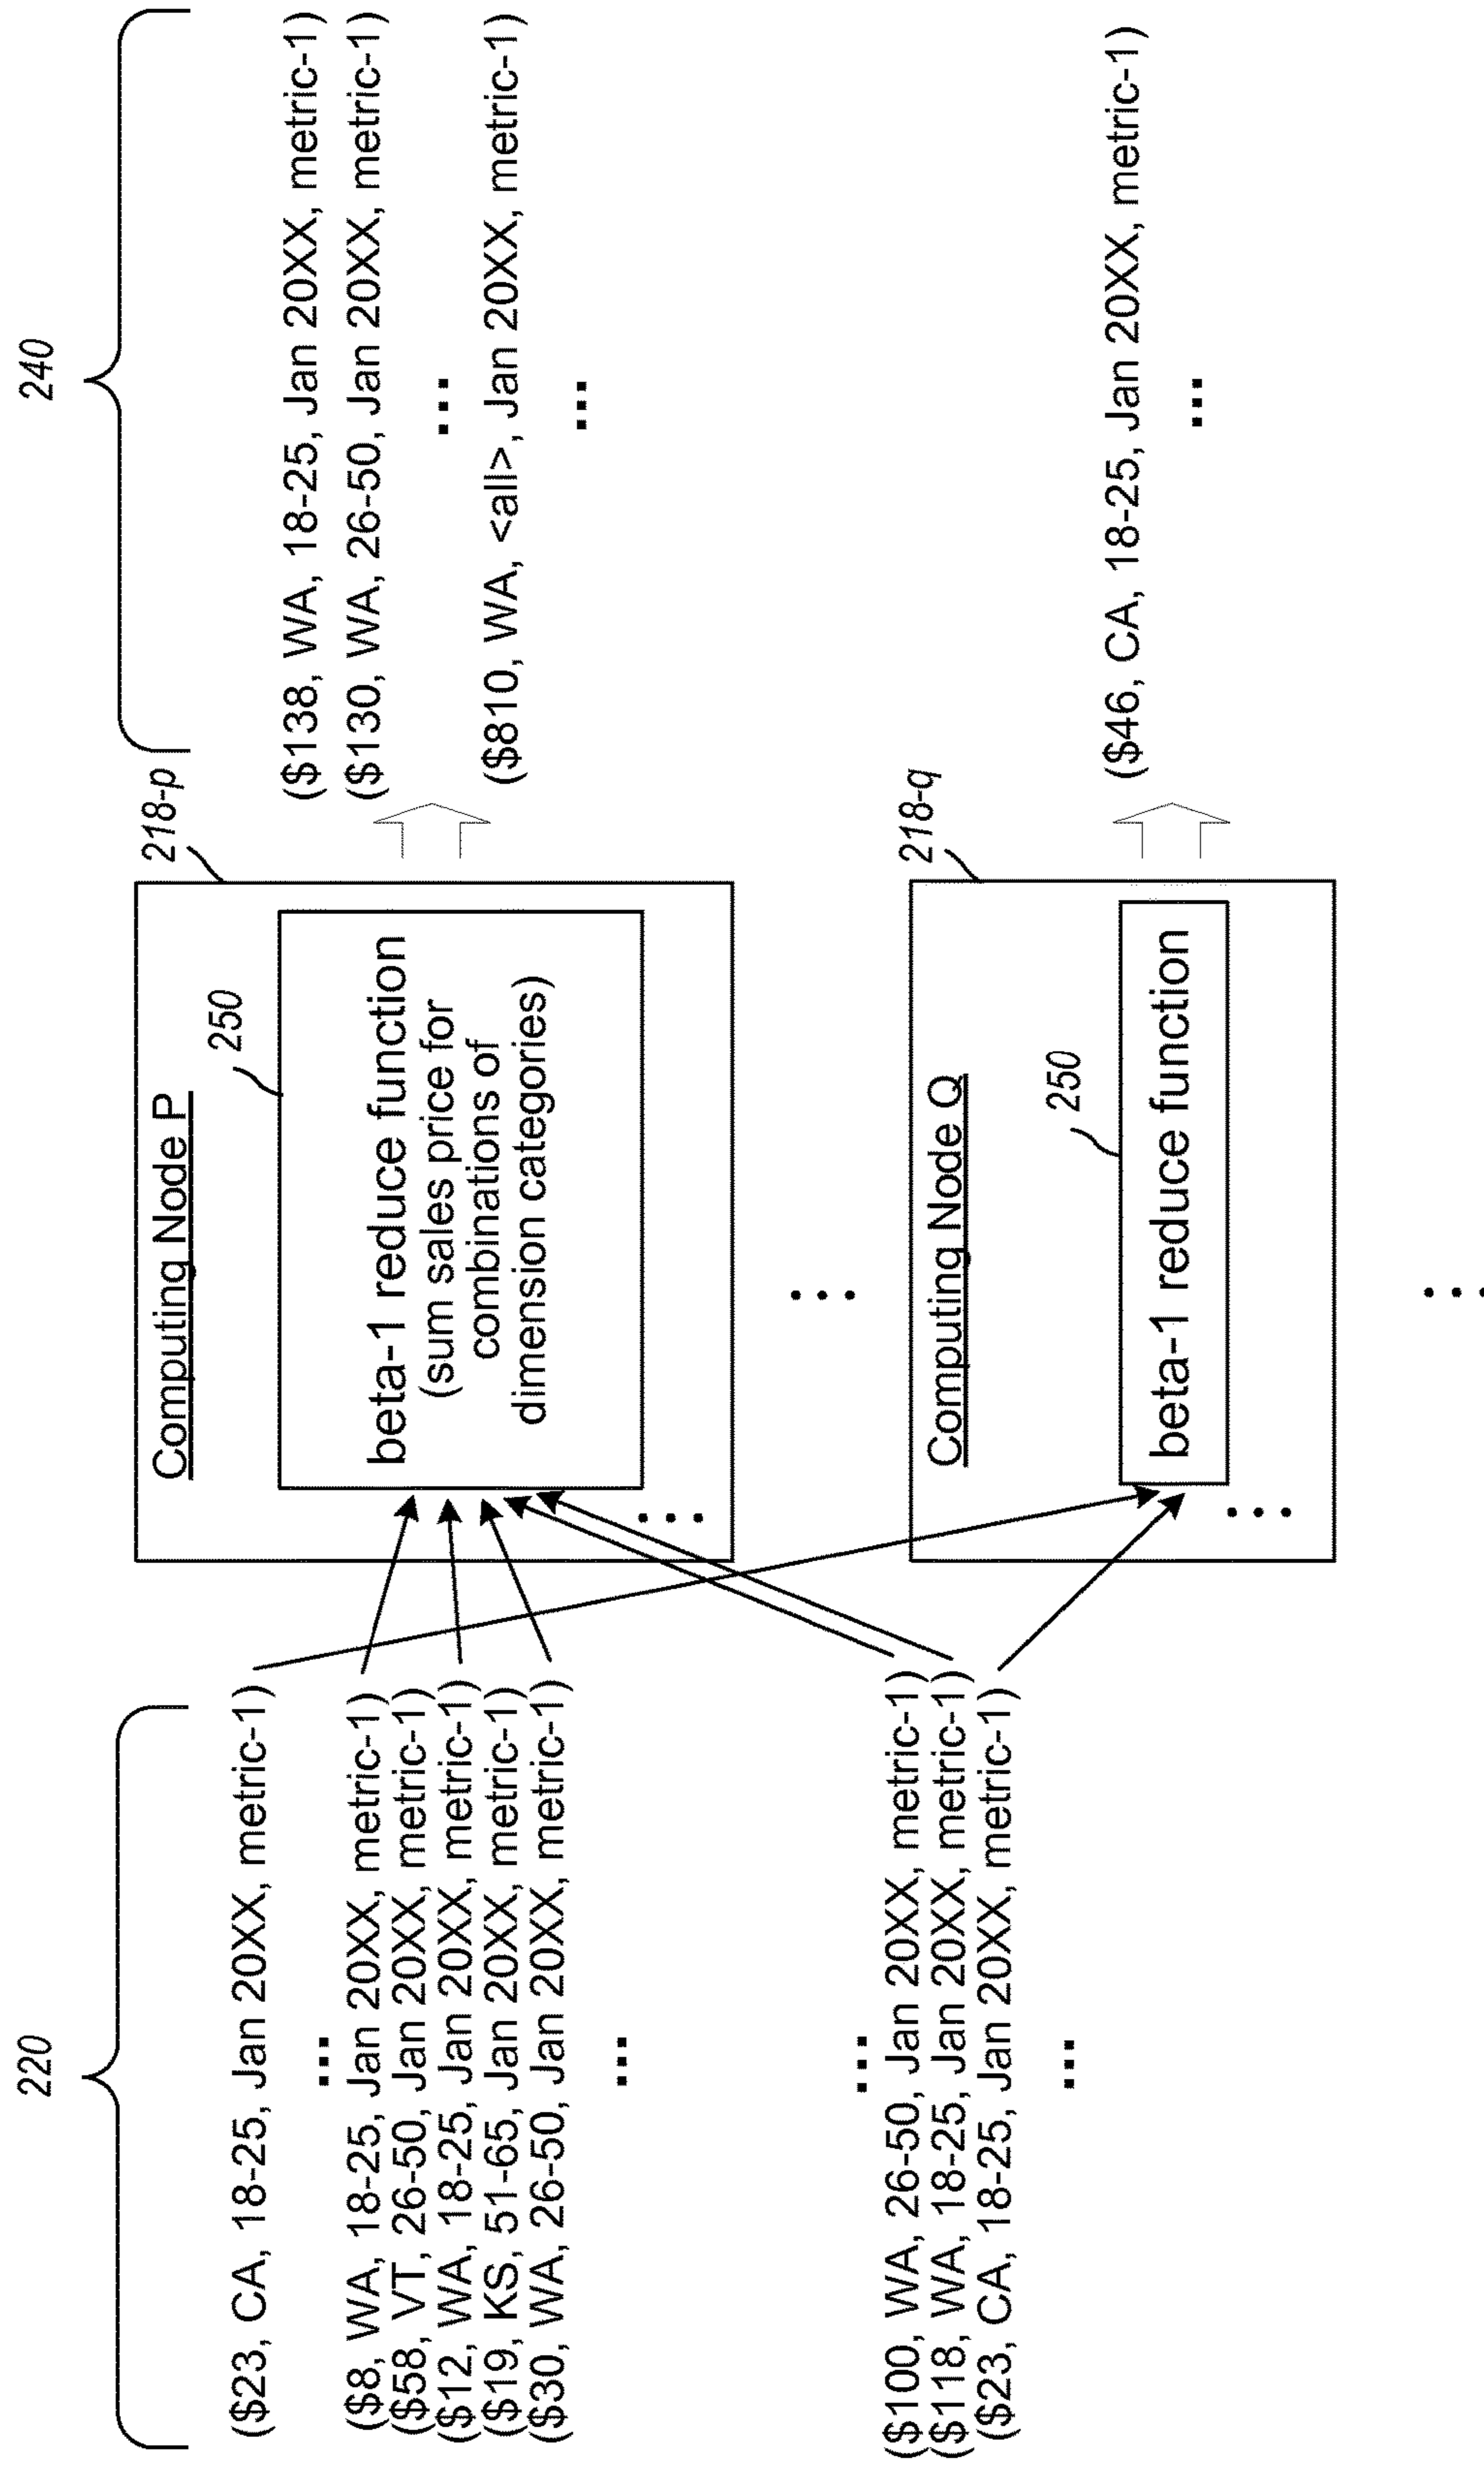 220
($23, CA, 18-25, Jan 20XX, metric-1)
...
($8, WA, 18-25, Jan 20XX, metric-1)
($58, VT, 26-50, Jan 20XX, metric-1)
($12, WA, 18-25, Jan 20XX, metric-1)
($19, KS, 51-65, Jan 20XX, metric-1)
($30, WA, 26-50, Jan 20XX, metric-1)
...
...
($100, WA, 26-50, Jan 20XX, metric-1)
($118, WA, 18-25, Jan 20XX, metric-1)
($23, CA, 18-25, Jan 20XX, metric-1)
...
218-p
Computing Node P
250
beta-1 reduce function
(sum sales price for
combinations of
dimension categories)
...
...
218-q
Computing Node Q
250
beta-1 reduce function
...
...
240
($138, WA, 18-25, Jan 20XX, metric-1)
($130, WA, 26-50, Jan 20XX, metric-1)
...
($810, WA, <all>, Jan 20XX, metric-1)
...
($46, CA, 18-25, Jan 20XX, metric-1)
...